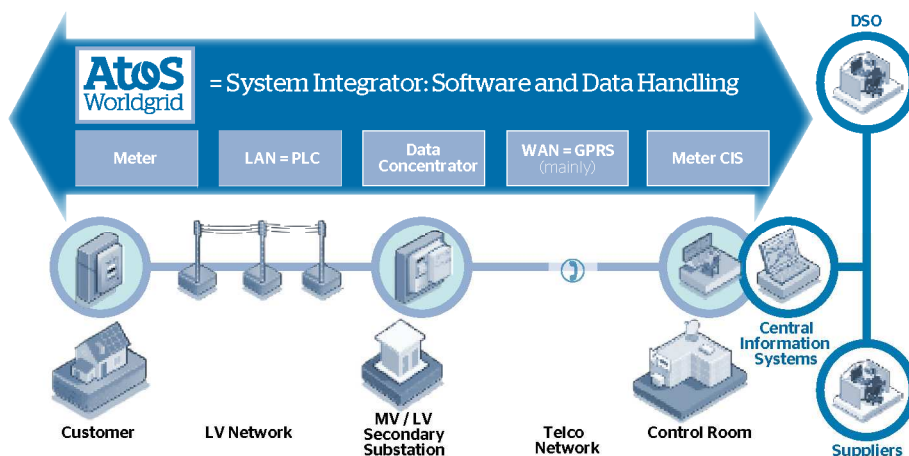 DSO
Atos
Worldgrid
= System Integrator: Software and Data Handling
Meter
LAN = PLC
Data
Concentrator
WAN = GPRS
(mainly)
Meter CIS
Central
Information
Systems
Customer
LV Network
MV / LV
Secondary
Substation
Telco
Network
Control Room
Suppliers